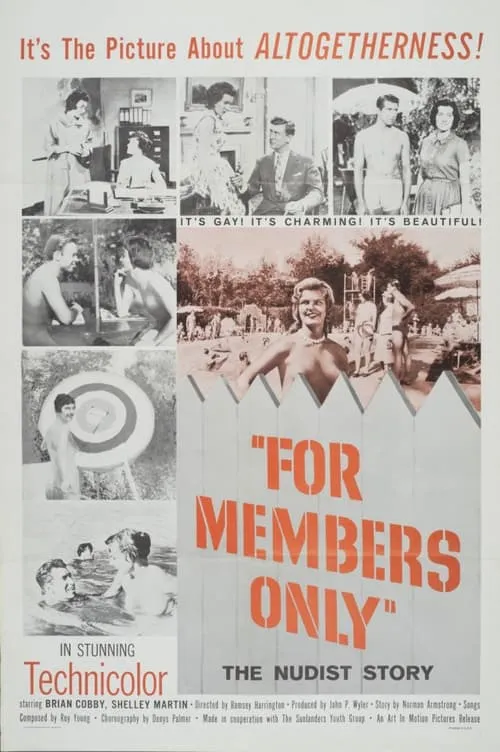 It's The Picture About ALTOGETHERNESS!
IT'S GAY! IT'S CHARMING! IT'S BEAUTIFUL!
"FOR
MEMBERS
ONLY"
THE NUDIST STORY
IN STUNNING
Technicolor
starring BRIAN COBBY, SHELLEY MARTIN • Directed by Ramsey Harrington • Produced by John P. Wyler • Story by Norman Armstrong • Songs
Composed by Roy Young • Choreography by Denys Palmer • Made in cooperation with The Sunlanders Youth Group • An Art In Motion Pictures Release